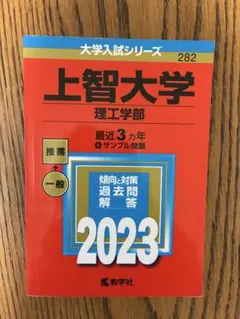 大学入試シリーズ
282
上智大学
理工学部
最近3カ年
+サンプル問題
推薦
+
一般
傾向と対策
過去問
解答
2023
教学社